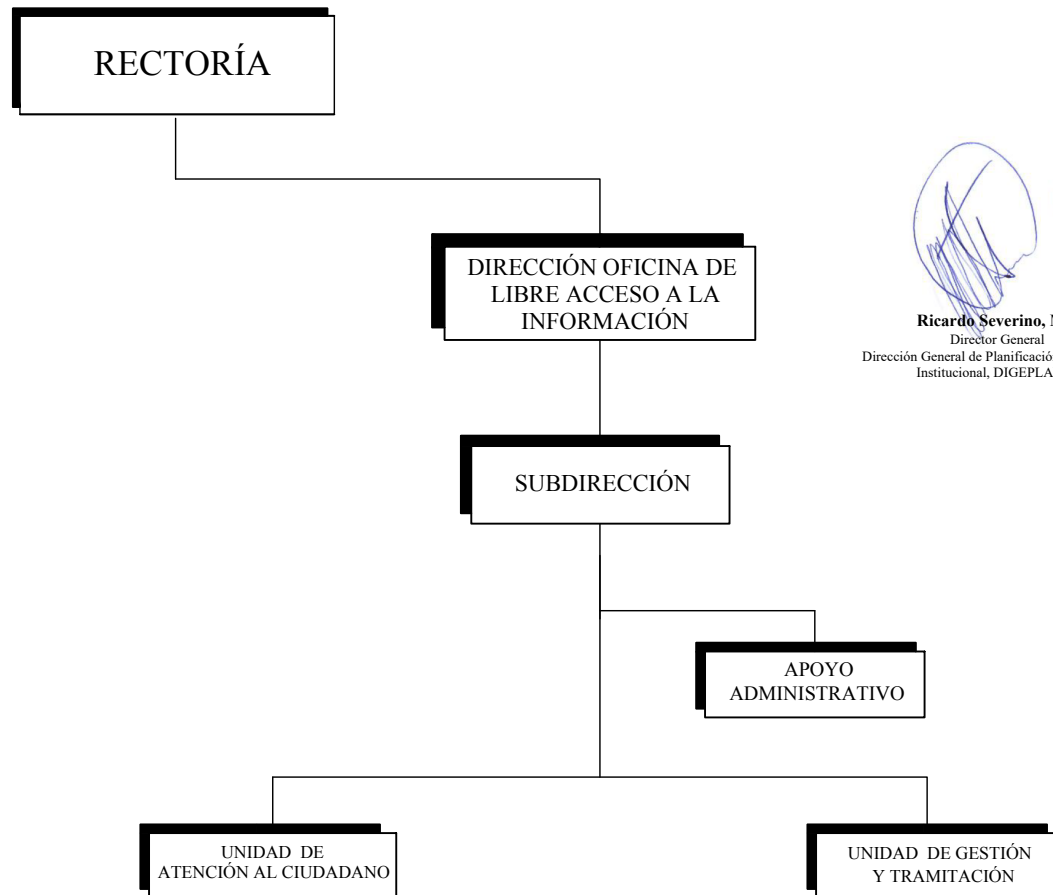 RECTORÍA
DIRECCIÓN OFICINA DE
LIBRE ACCESO A LA
INFORMACIÓN
Ricardo Severino,
Director General
Dirección General de Planificació
Institucional, DIGEPLA
SUBDIRECCIÓN
APOYO
ADMINISTRATIVO
UNIDAD DE
ATENCIÓN AL CIUDADANO
UNIDAD DE GESTIÓN
Y TRAMITACIÓN